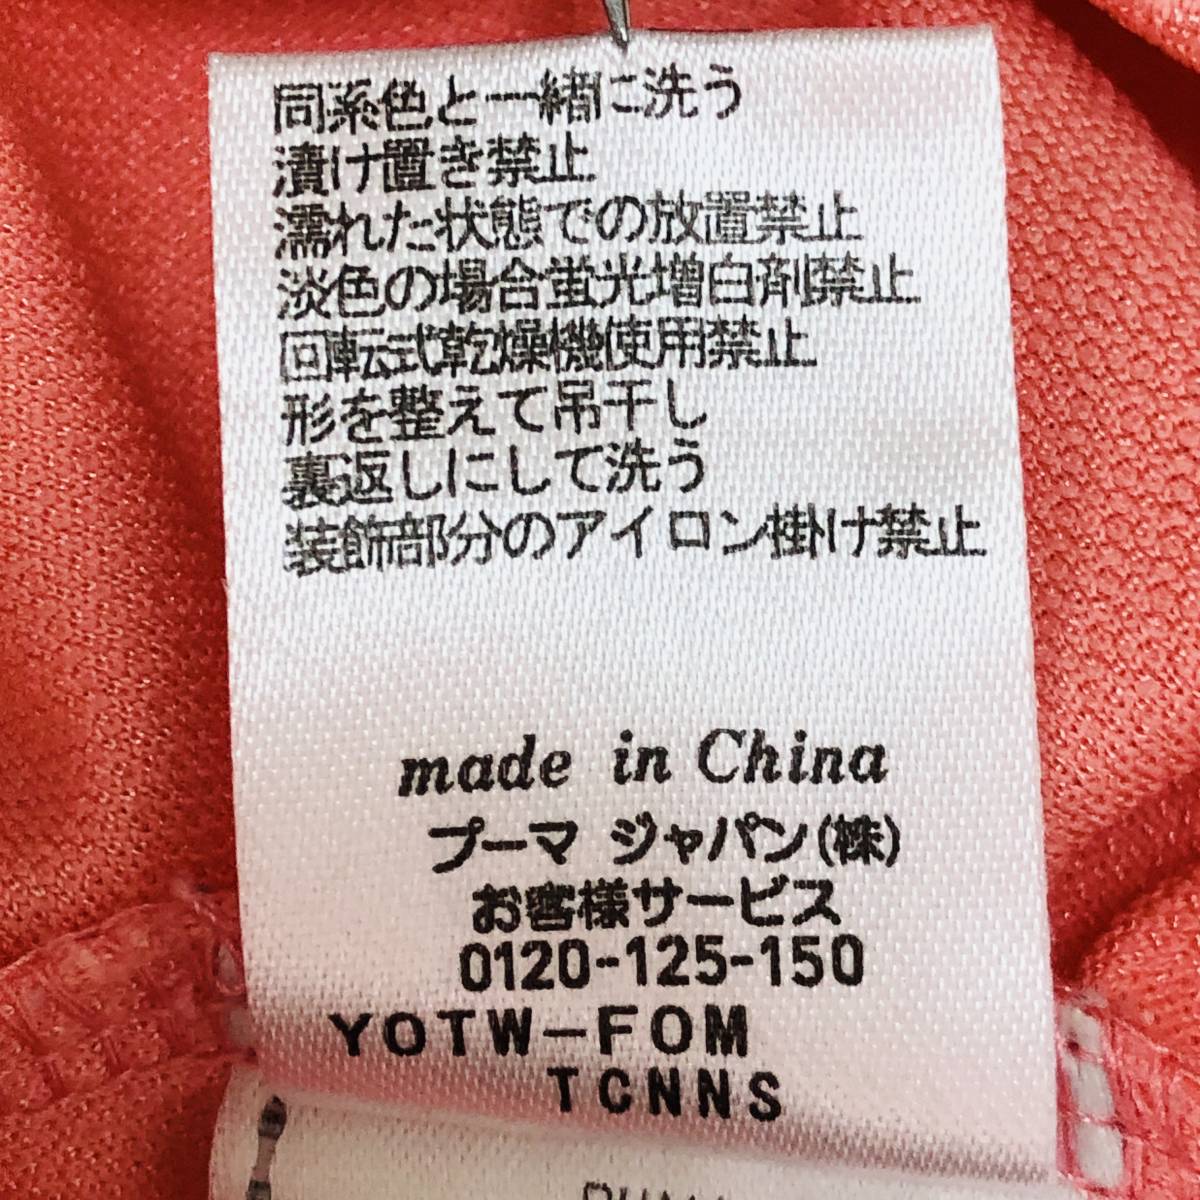 同系色と一緒に洗う
漬け置き禁止
濡れた状態での放置禁止
淡色の場合蛍光増白剤禁止
回転式乾燥機使用禁止
形を整えて吊干し
裏返しにして洗う
装飾部分のアイロン掛け禁止
made in China
プーマ ジャパン(株)
お客様サービス
0120-125-150
YOTW-FOM
TCNNS